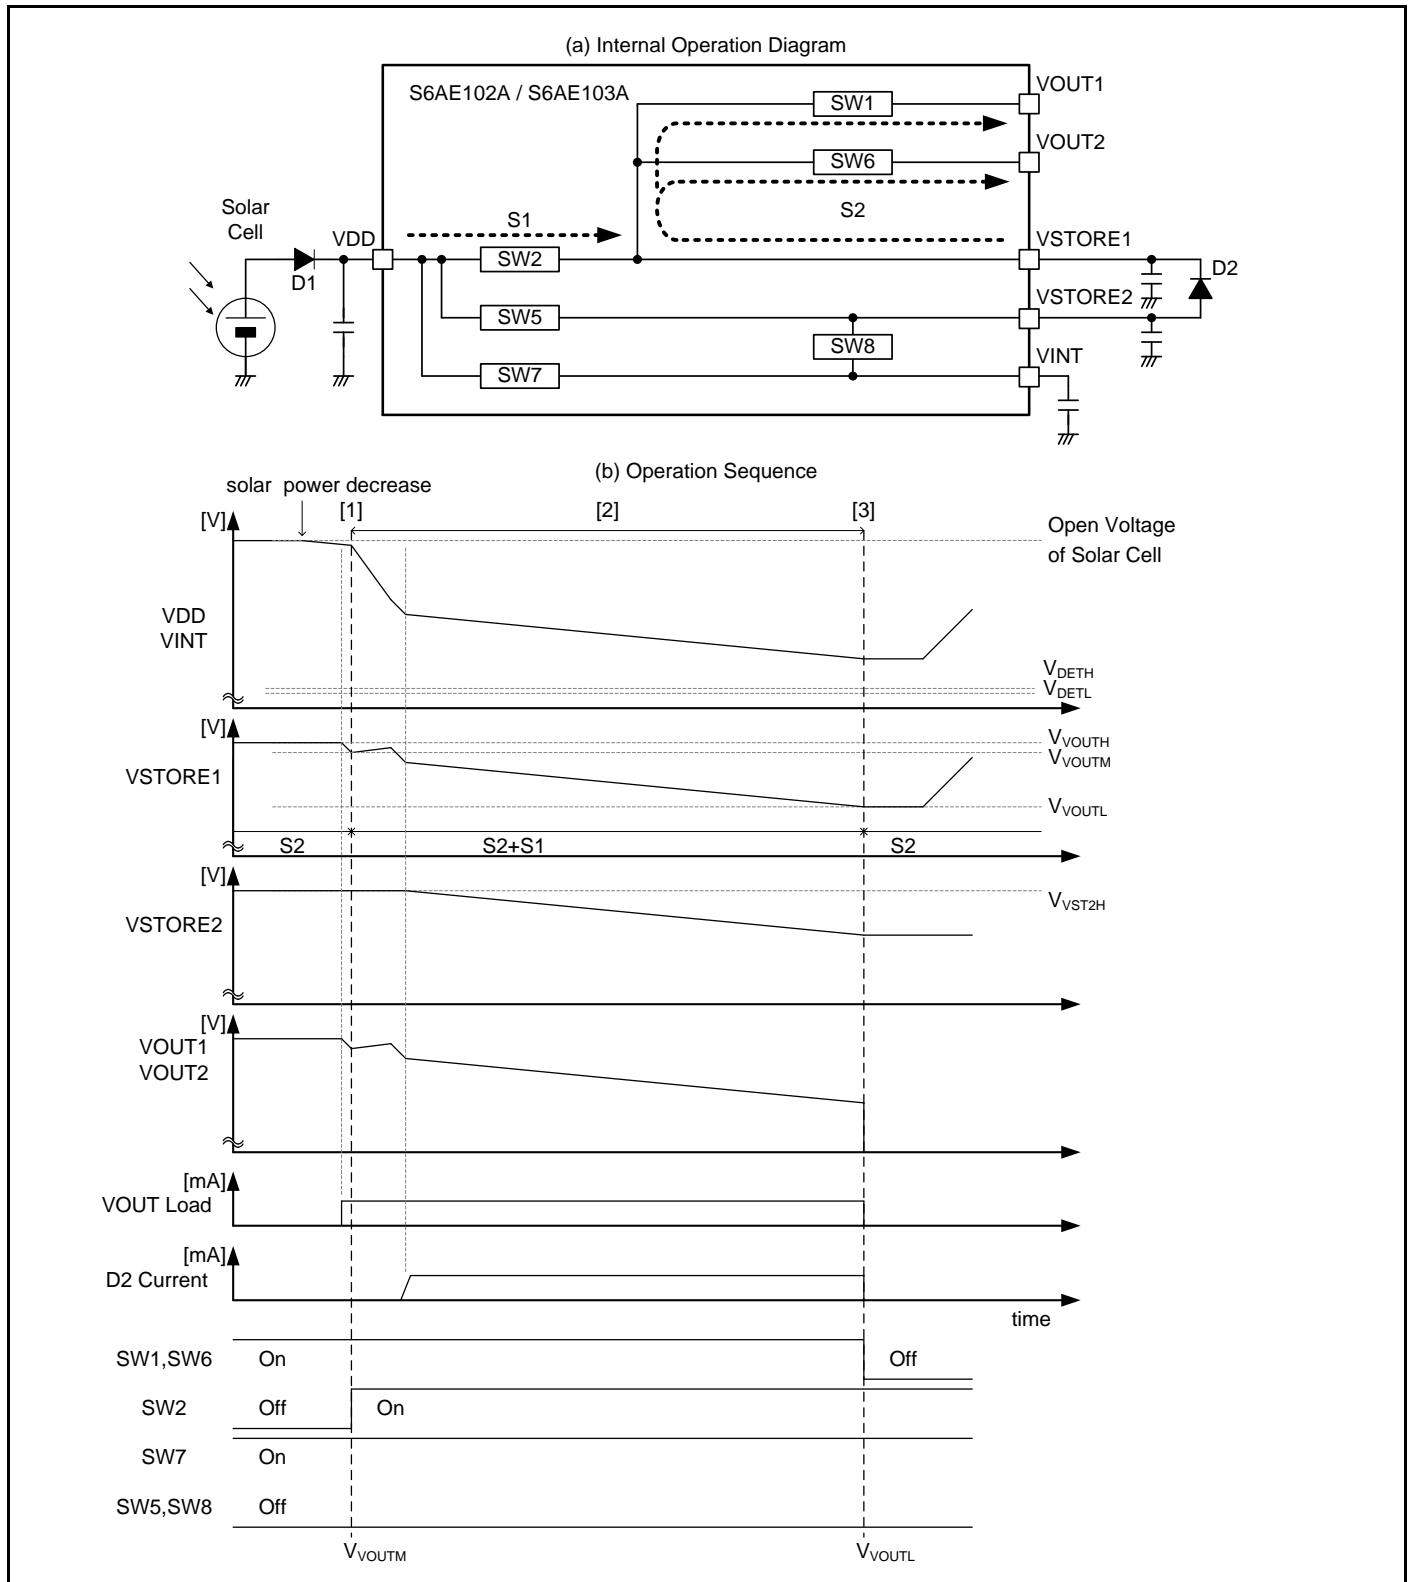 (a) Internal Operation Diagram
S6AE102A / S6AE103A
VOUT1
SW1
VOUT2
SW6
Solar
Cell
S1
S2
VDD
VSTORE1
SW2
D1
D2
VSTORE2
SW5
SW8
VINT
SW7
(b) Operation Sequence
solar power decrease
[1]
[2]
[3]
[V]
Open Voltage
of Solar Cell
VDD
VINT
VDETH
VDETL
[V]
VVOUTH
VVOUTM
VSTORE1
VVOUTL
S2
S2+S1
S2
[V]
VVST2H
VSTORE2
[V]
VOUT1
VOUT2
[mA]
VOUT Load
[mA]
D2 Current
time
SW1,SW6
On
Off
SW2
Off
On
SW7
On
SW5,SW8
Off
VVOUTM
VVOUTL